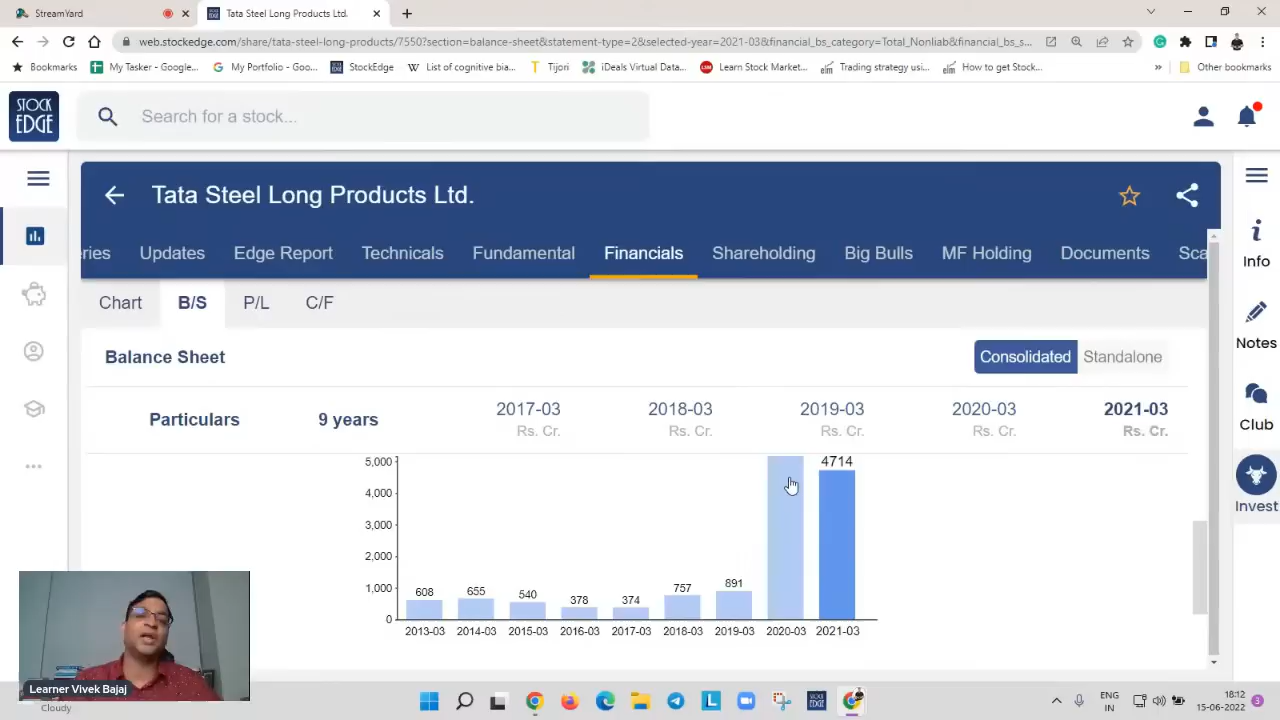 StreamYard
Tata Steel Long Products Ltd.
web.stockedge.com/share/tata-steel-long-products/7550?section=balance-sheet&statement-type=2&selected-year=2021-03&financial_bs_category=Total_Nonliab&financial_bs_s...
Bookmarks My Tasker - Google... My Portfolio - Goo... StockEdge List of cognitive bia... Tijori iDeals Virtual Data... Learn Stock Market... Trading strategy usi... How to get Stock... » Other bookmarks
STOCK EDGE
Search for a stock...
Tata Steel Long Products Ltd.
ries Updates Edge Report Technicals Fundamental Financials Shareholding Big Bulls MF Holding Documents Sca
Chart B/S P/L C/F
Balance Sheet
Consolidated Standalone
Particulars 9 years 2017-03 2018-03 2019-03 2020-03 2021-03
Rs. Cr. Rs. Cr. Rs. Cr. Rs. Cr. Rs. Cr.
5,000 4714
4,000
3,000
2,000
1,000 608 655 540 378 374 757 891
0
2013-03 2014-03 2015-03 2016-03 2017-03 2018-03 2019-03 2020-03 2021-03
Info
Notes
Club
Invest
Learner Vivek Bajaj
Cloudy
ENG
IN
18:12
15-06-2022
3